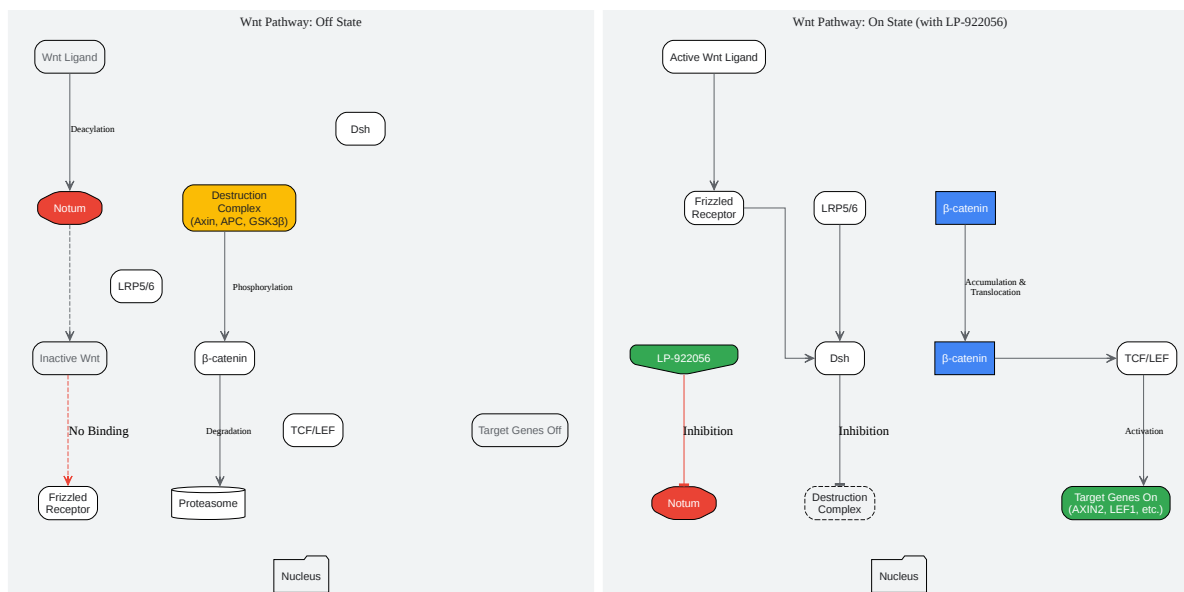 Wnt Pathway: Off State
Wnt Ligand
Deacylation
Dsh
Notum
Destruction
Complex
(Axin, APC, GSK3β)
LRP5/6
Phosphorylation
Inactive Wnt
β-catenin
No Binding
Degradation
TCF/LEF
Target Genes Off
Frizzled
Receptor
Proteasome
Nucleus
Wnt Pathway: On State (with LP-922056)
Active Wnt Ligand
Frizzled
Receptor
LRP5/6
β-catenin
Accumulation &
Translocation
LP-922056
Dsh
β-catenin
TCF/LEF
Inhibition
Inhibition
Activation
Notum
Destruction
Complex
Target Genes On
(AXIN2, LEF1, etc.)
Nucleus